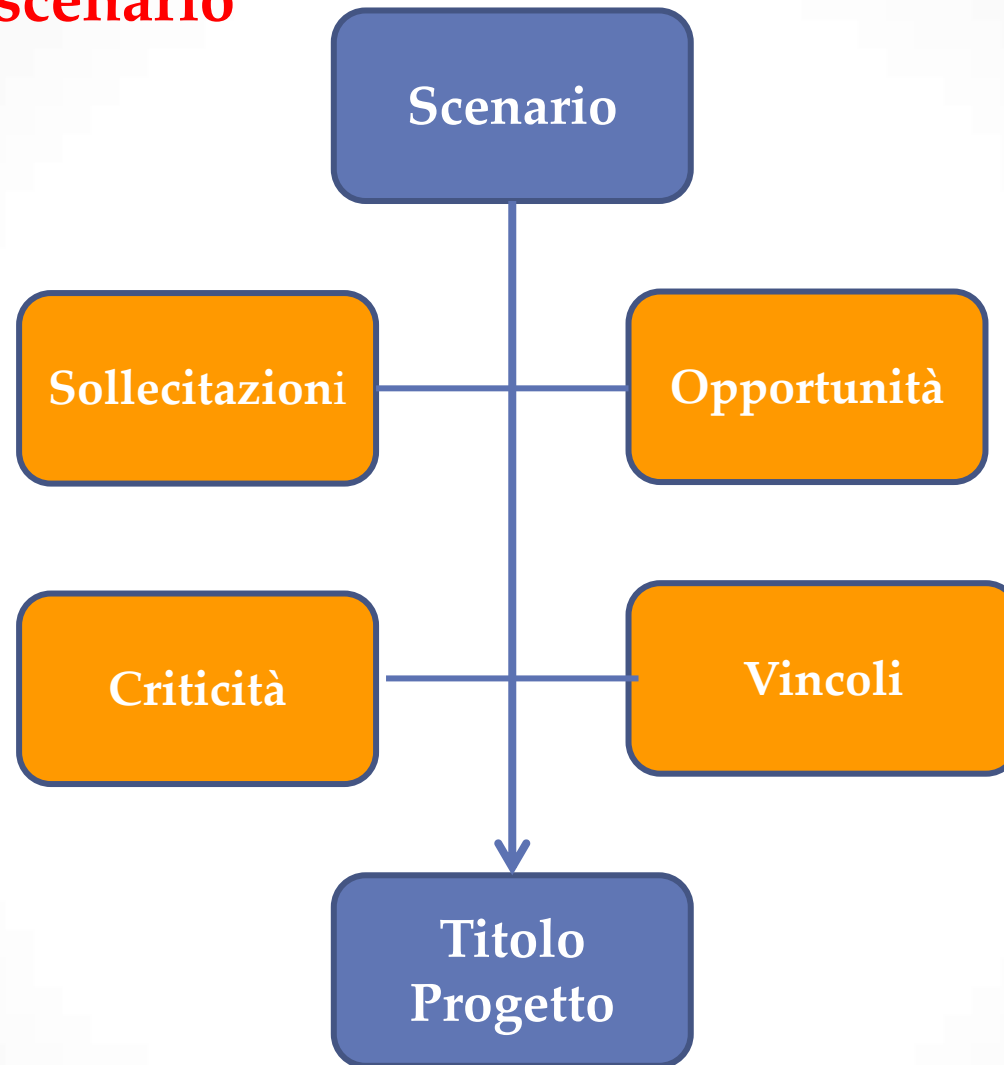 scenario
Scenario
Sollecitazioni
Opportunità
Criticità
Vincoli
Titolo
Progetto